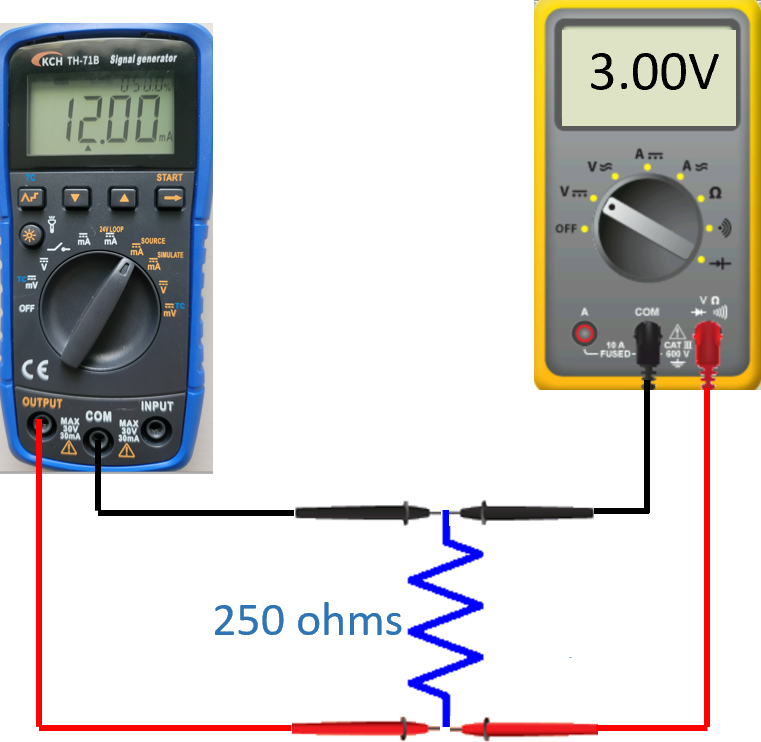 KCH TH-71B Signal generator
050.0%
12.00 mA
TC
START
24V LOOP
mA
mA
SOURCE
mA
SIMULATE
mA
V
V
TC
mV
mV TC
OFF
CE
OUTPUT
COM
INPUT
MAX
30V
30mA
MAX
30V
30mA
3.00V
A
V
A
V
Ω
OFF
A
COM
V Ω
10 A
FUSED
CAT III
600 V
250 ohms